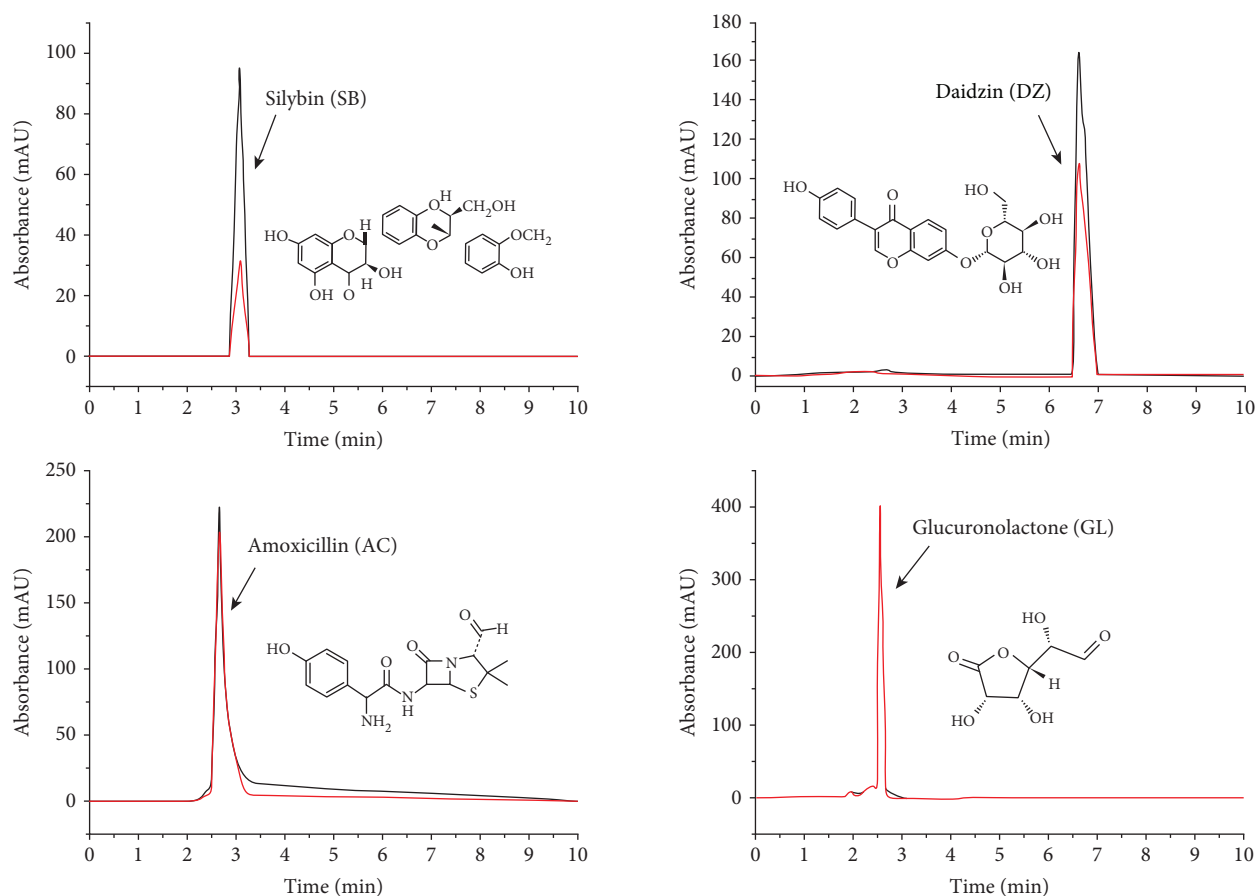 Absorbance (mAU)
100
80
60
40
20
0
Silybin (SB)
HO
O
H
H
OH
OH
O
O
H
CH₂OH
O
OCH₂
OH
0 1 2 3 4 5 6 7 8 9 10
Time (min)
Absorbance (mAU)
180
160
140
120
100
80
60
40
20
0
Daidzin (DZ)
HO
O
O
O
HO
O
OH
OH
OH
0 1 2 3 4 5 6 7 8 9 10
Time (min)
Absorbance (mAU)
250
200
150
100
50
0
Amoxicillin (AC)
HO
O
NH₂
N
H
O
N
S
O
H
0 1 2 3 4 5 6 7 8 9 10
Time (min)
Absorbance (mAU)
400
300
200
100
0
Glucuronolactone (GL)
HO
O
O
O
H
HO
OH
0 1 2 3 4 5 6 7 8 9 10
Time (min)